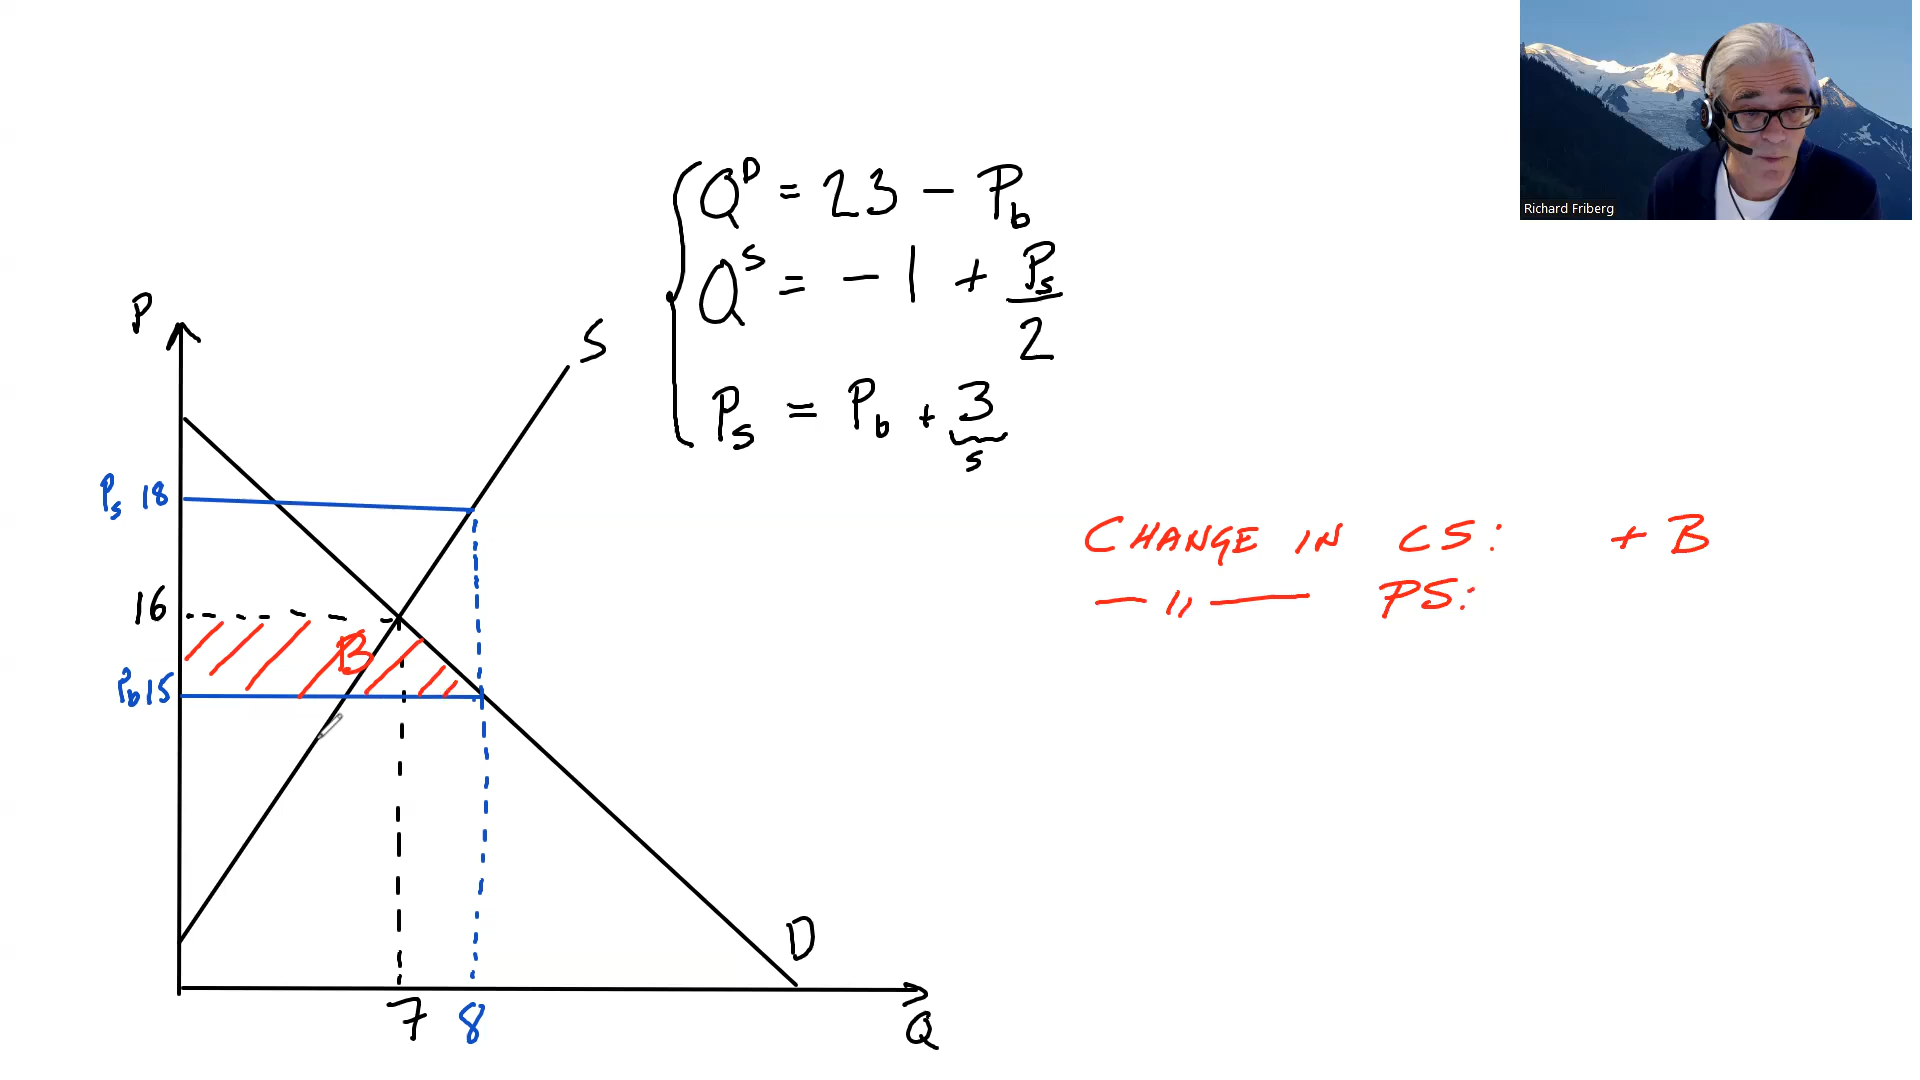 Richard Friberg
Q^D = 23 - P_b
Q^S = -1 + P_s/2
P_s = P_b + 3
s
P
S
P_s 18
16
B
P_b 15
D
7 8 Q
CHANGE IN CS: + B
— " — PS: